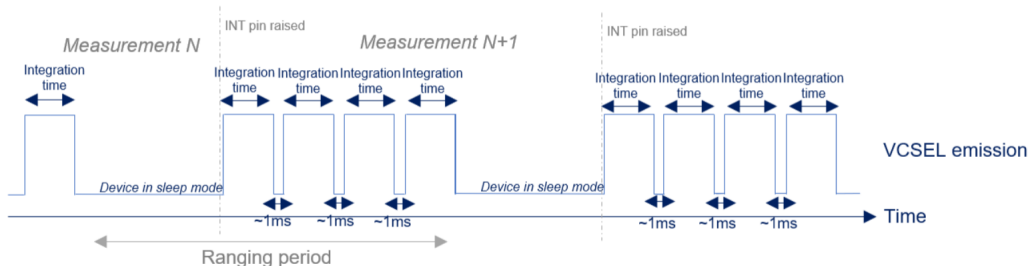 INT pin raised
INT pin raised
Measurement N
Measurement N+1
Integration
time
Integration
time
Integration
time
Integration
time
Integration
time
Integration
time
Integration
time
Integration
time
Integration
time
VCSEL emission
Device in sleep mode
Device in sleep mode
~1ms
~1ms
~1ms
~1ms
~1ms
~1ms
Time
Ranging period